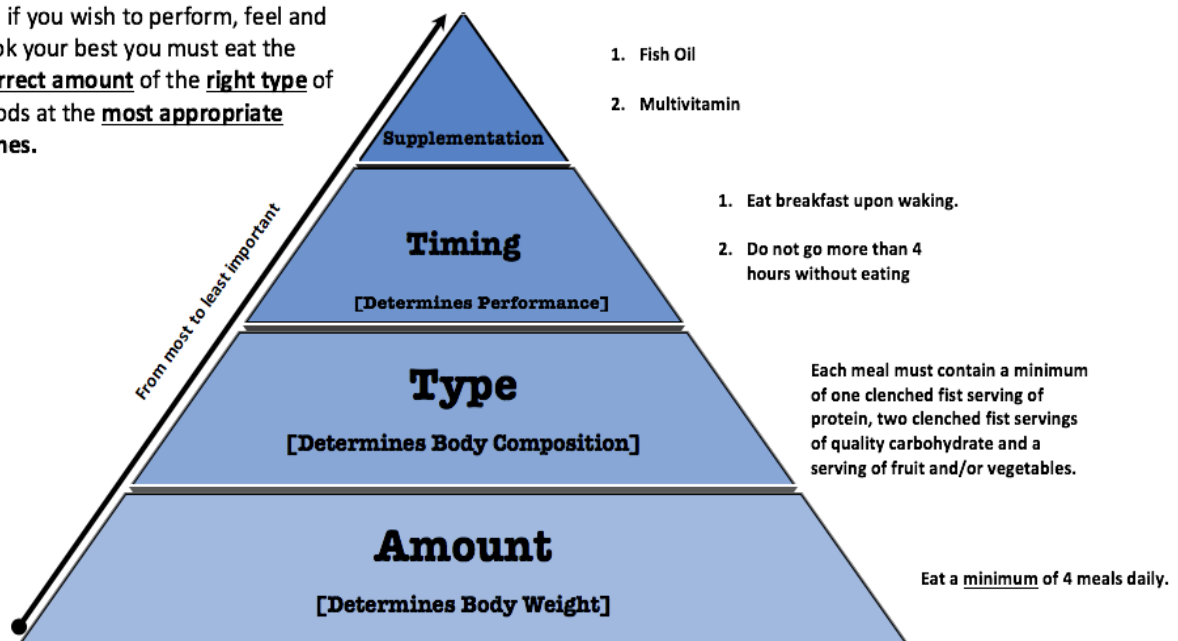 if you wish to perform, feel and
ok your best you must eat the
rrect amount of the right type of
ods at the most appropriate
nes.
1. Fish Oil
2. Multivitamin
Supplementation
From most to least important
1. Eat breakfast upon waking.
2. Do not go more than 4
hours without eating
Timing
[Determines Performance]
Each meal must contain a minimum
of one clenched fist serving of
protein, two clenched fist servings
of quality carbohydrate and a
serving of fruit and/or vegetables.
Type
[Determines Body Composition]
Amount
[Determines Body Weight]
Eat a minimum of 4 meals daily.